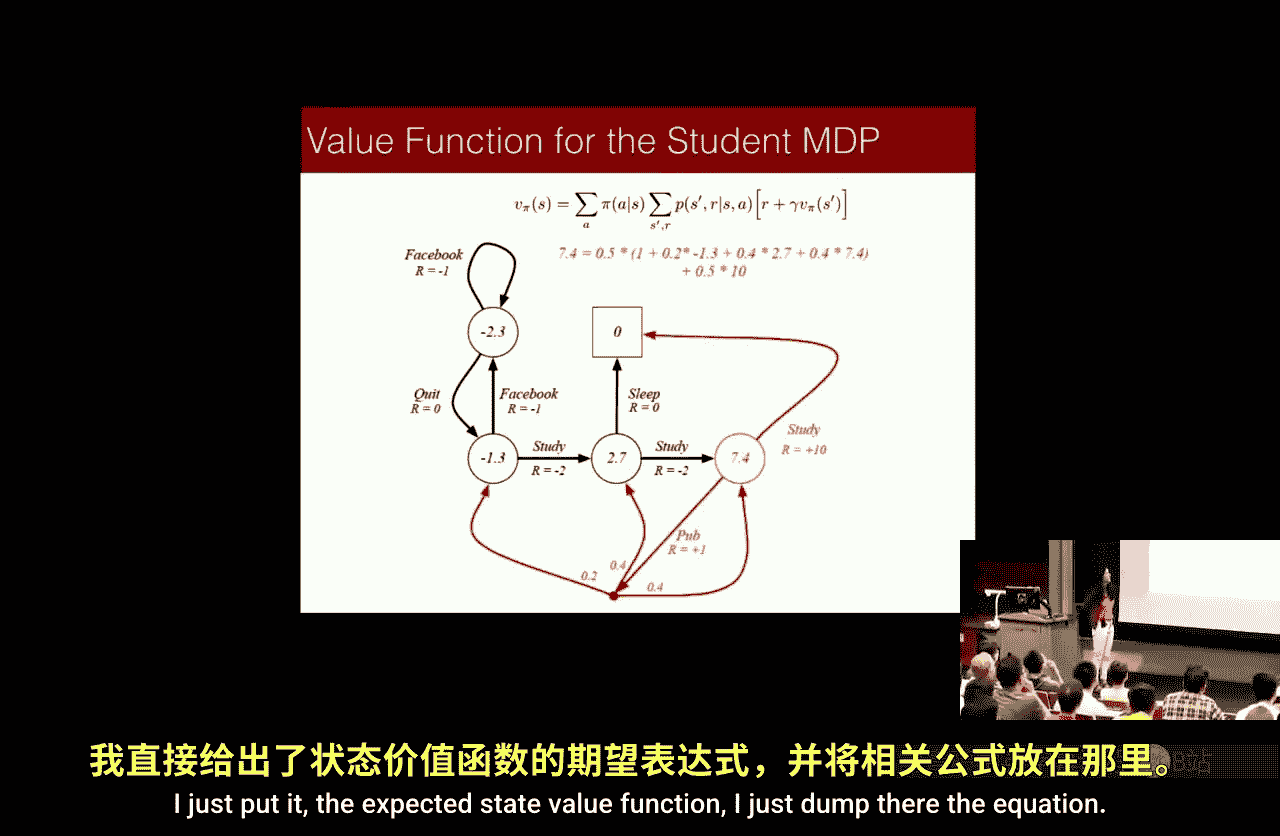 Value Function for the Student MDP
v_π(s) = ∑_a π(a|s) ∑_{s′,r} p(s′, r|s, a)[r + γv_π(s′)]
7.4 = 0.5 * (1 + 0.2* -1.3 + 0.4 * 2.7 + 0.4 * 7.4)
+ 0.5 * 10
Facebook
R = -1
-2.3
0
Quit
R = 0
Facebook
R = -1
Sleep
R = 0
-1.3
Study
R = -2
2.7
Study
R = -2
7.4
Study
R = +10
Pub
R = +1
0.2
0.4
0.4
我直接给出了状态价值函数的期望表达式，并将相关公式放在那里。
I just put it, the expected state value function, I just dump there the equation.